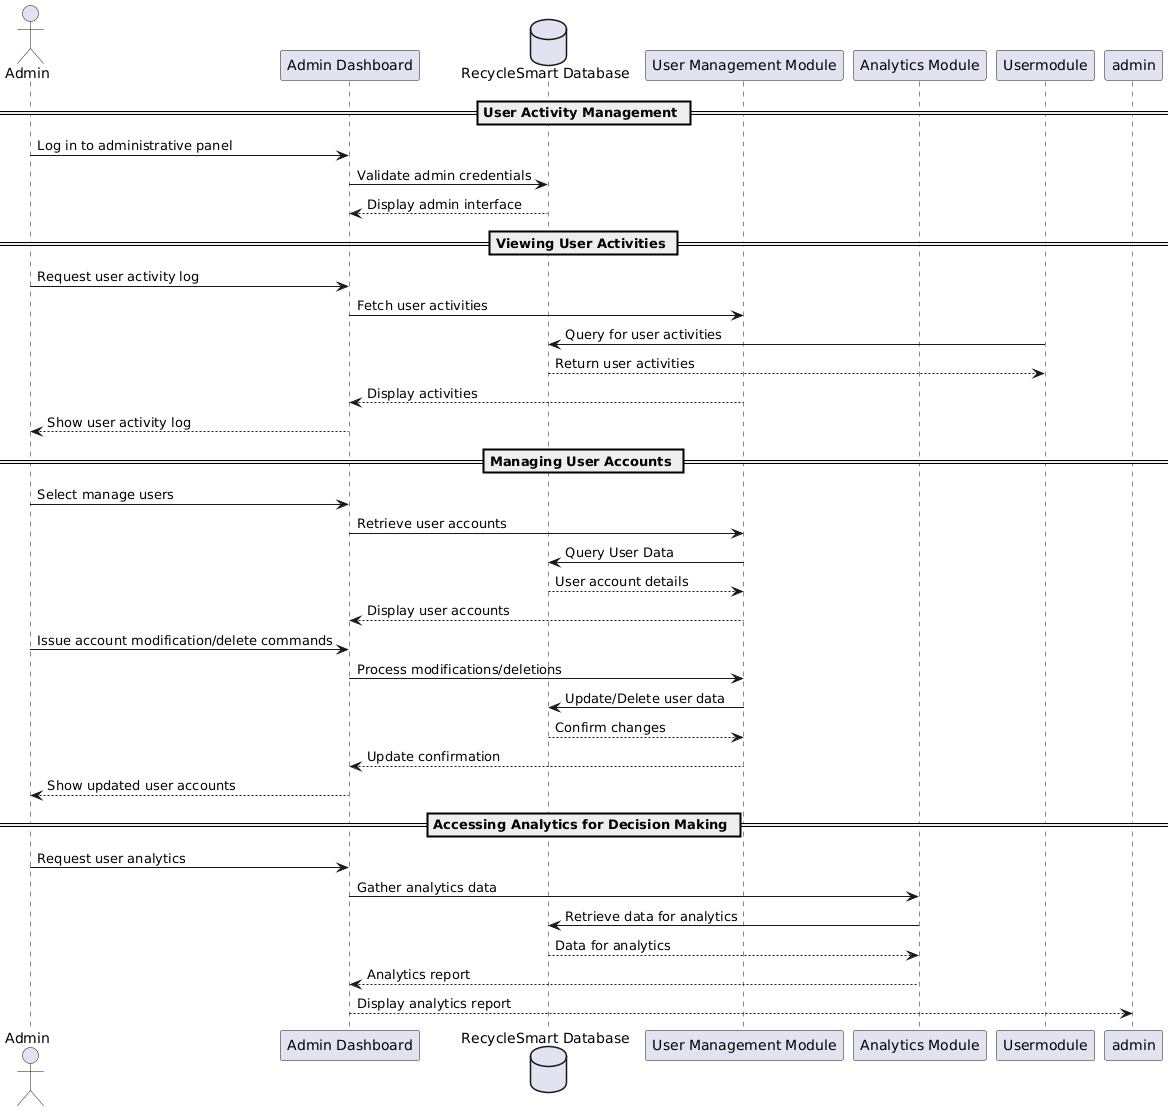 Admin
Admin Dashboard
RecycleSmart Database
User Management Module
Analytics Module
Usermodule
admin
User Activity Management
Log in to administrative panel
Validate admin credentials
Display admin interface
Viewing User Activities
Request user activity log
Fetch user activities
Query for user activities
Return user activities
Display activities
Show user activity log
Managing User Accounts
Select manage users
Retrieve user accounts
Query User Data
User account details
Display user accounts
Issue account modification/delete commands
Process modifications/deletions
Update/Delete user data
Confirm changes
Update confirmation
Show updated user accounts
Accessing Analytics for Decision Making
Request user analytics
Gather analytics data
Retrieve data for analytics
Data for analytics
Analytics report
Display analytics report
Admin
Admin Dashboard
RecycleSmart Database
User Management Module
Analytics Module
Usermodule
admin